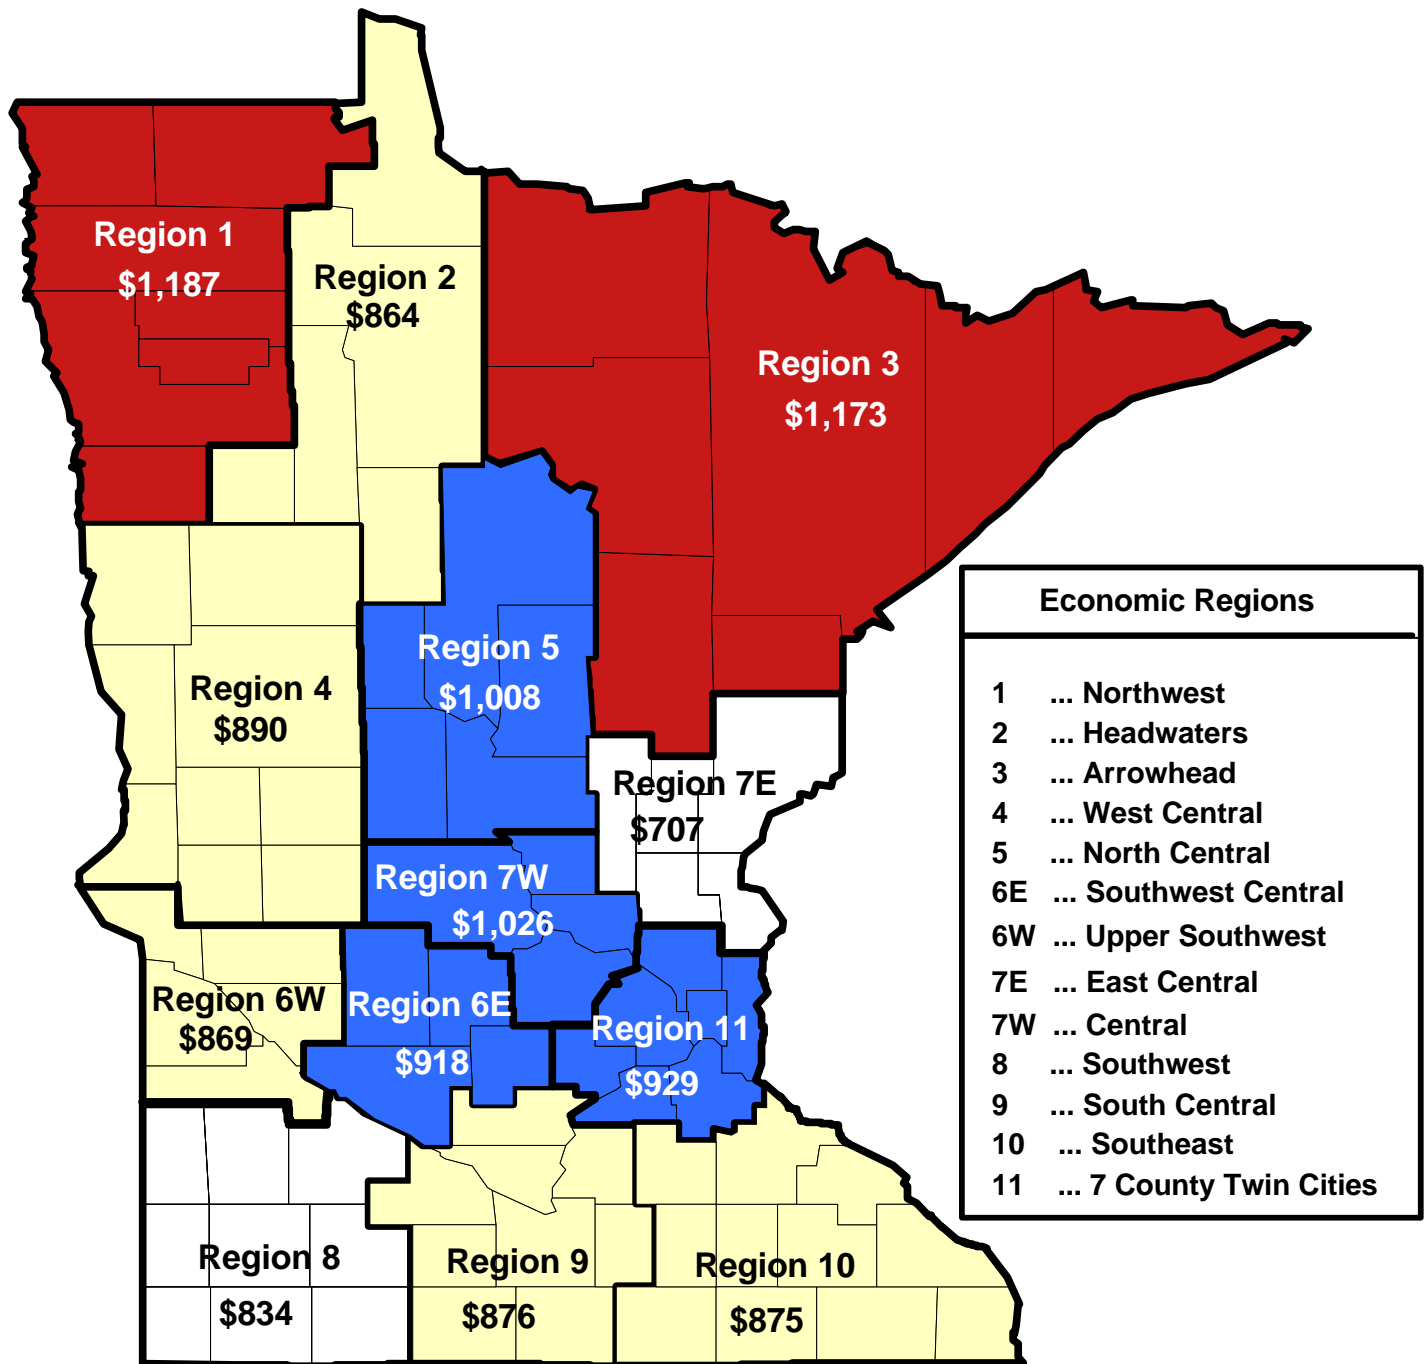 Region 1
$1,187
Region 2
$864
Region 3
$1,173
Region 4
$890
Region 5
$1,008
Region 7E
$707
Region 7W
$1,026
Region 6W
$869
Region 6E
$918
Region 11
$929
Region 8
$834
Region 9
$876
Region 10
$875
Economic Regions
1 ... Northwest
2 ... Headwaters
3 ... Arrowhead
4 ... West Central
5 ... North Central
6E ... Southwest Central
6W ... Upper Southwest
7E ... East Central
7W ... Central
8 ... Southwest
9 ... South Central
10 ... Southeast
11 ... 7 County Twin Cities